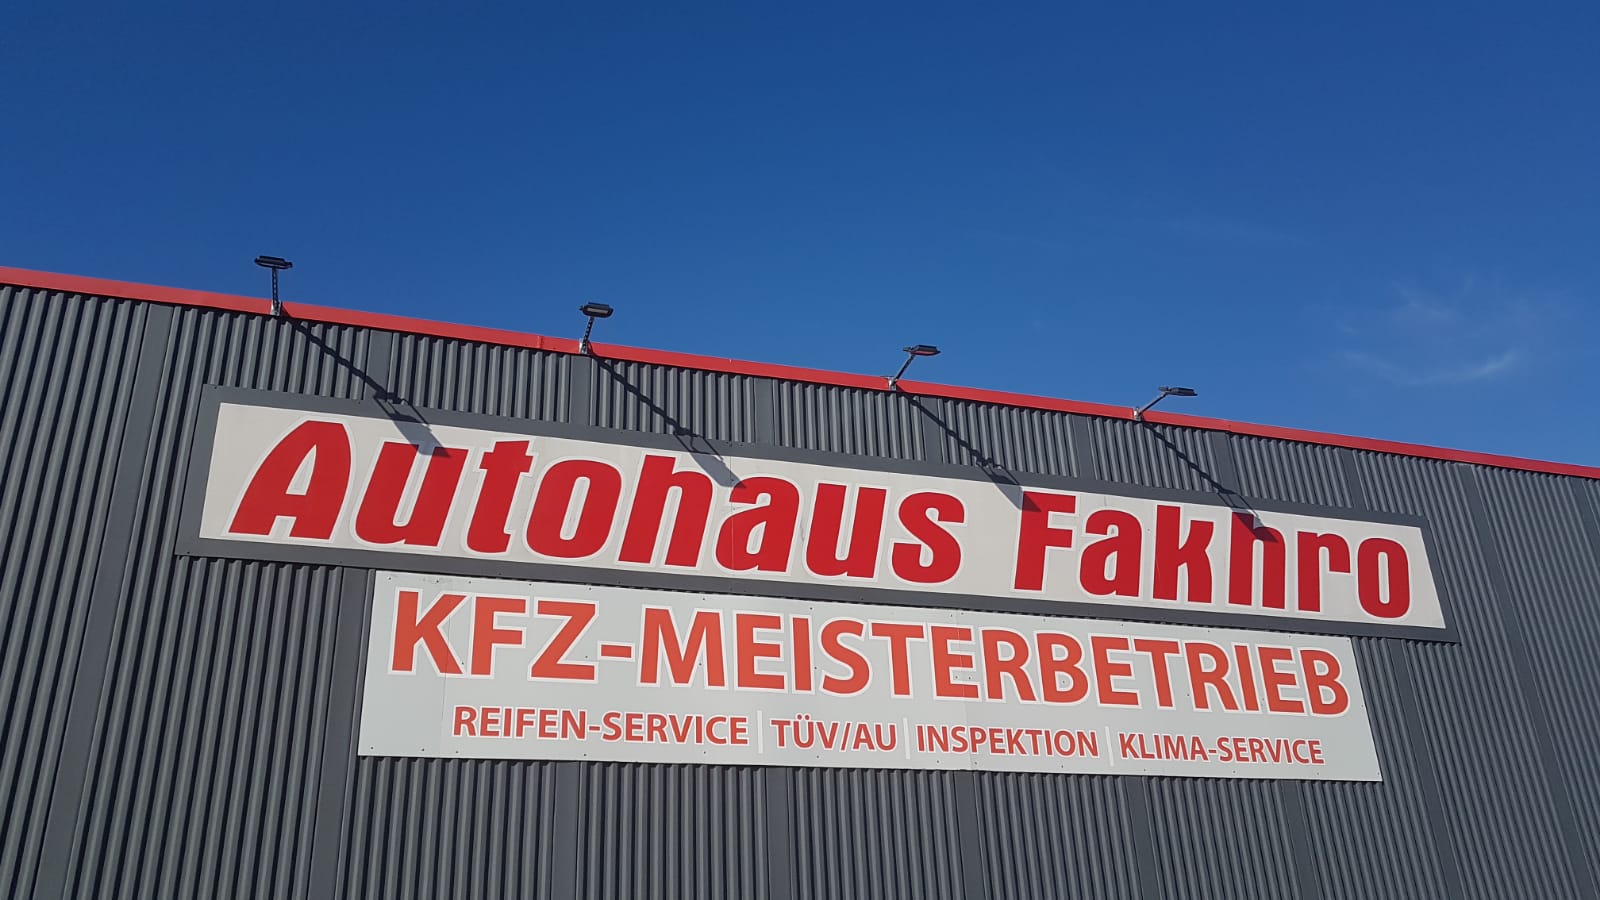 Autohaus Fakhro
KFZ-MEISTERBETRIEB
REIFEN-SERVICE | TÜV/AU | INSPEKTION | KLIMA-SERVICE